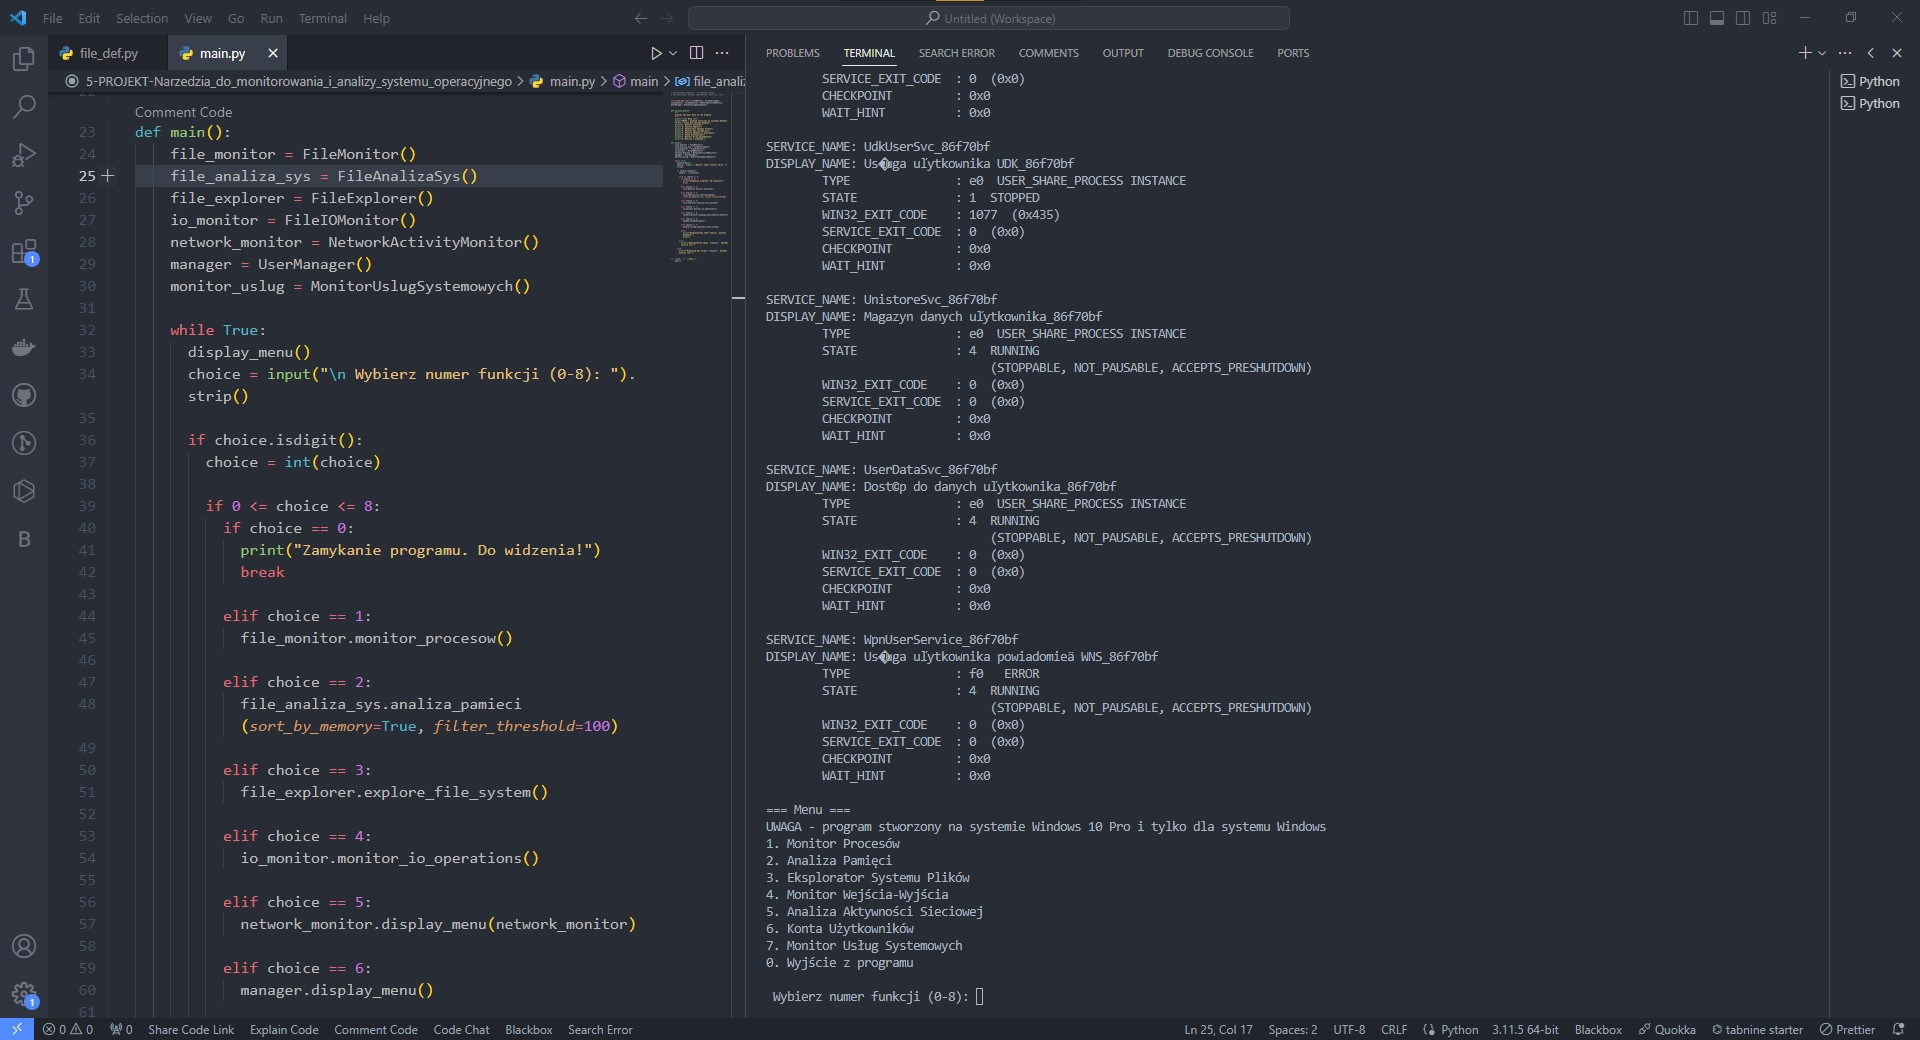 File Edit Selection View Go Run Terminal Help
Untitled (Workspace)
file_def.py
main.py
5-PROJEKT-Narzedzia_do_monitorowania_i_analizy_systemu_operacyjnego > main.py > main > file_analiz
Comment Code
23 def main():
24 file_monitor = FileMonitor()
25 file_analiza_sys = FileAnalizaSys()
26 file_explorer = FileExplorer()
27 io_monitor = FileIOMonitor()
28 network_monitor = NetworkActivityMonitor()
29 manager = UserManager()
30 monitor_uslug = MonitorUslugSystemowych()
31
32 while True:
33 display_menu()
34 choice = input("\n Wybierz numer funkcji (0-8): ").
strip()
35
36 if choice.isdigit():
37 choice = int(choice)
38
39 if 0 <= choice <= 8:
40 if choice == 0:
41 print("Zamykanie programu. Do widzenia!")
42 break
43
44 elif choice == 1:
45 file_monitor.monitor_procesow()
46
47 elif choice == 2:
48 file_analiza_sys.analiza_pamieci
(sort_by_memory=True, filter_threshold=100)
49
50 elif choice == 3:
51 file_explorer.explore_file_system()
52
53 elif choice == 4:
54 io_monitor.monitor_io_operations()
55
56 elif choice == 5:
57 network_monitor.display_menu(network_monitor)
58
59 elif choice == 6:
60 manager.display_menu()
61
PROBLEMS TERMINAL SEARCH ERROR COMMENTS OUTPUT DEBUG CONSOLE PORTS
SERVICE_EXIT_CODE : 0 (0x0)
CHECKPOINT : 0x0
WAIT_HINT : 0x0
SERVICE_NAME: UdkUserSvc_86f70bf
DISPLAY_NAME: Us�uga uľytkownika UDK_86f70bf
TYPE : e0 USER_SHARE_PROCESS INSTANCE
STATE : 1 STOPPED
WIN32_EXIT_CODE : 1077 (0x435)
SERVICE_EXIT_CODE : 0 (0x0)
CHECKPOINT : 0x0
WAIT_HINT : 0x0
SERVICE_NAME: UnistoreSvc_86f70bf
DISPLAY_NAME: Magazyn danych uľytkownika_86f70bf
TYPE : e0 USER_SHARE_PROCESS INSTANCE
STATE : 4 RUNNING
(STOPPABLE, NOT_PAUSABLE, ACCEPTS_PRESHUTDOWN)
WIN32_EXIT_CODE : 0 (0x0)
SERVICE_EXIT_CODE : 0 (0x0)
CHECKPOINT : 0x0
WAIT_HINT : 0x0
SERVICE_NAME: UserDataSvc_86f70bf
DISPLAY_NAME: Dost©p do danych uľytkownika_86f70bf
TYPE : e0 USER_SHARE_PROCESS INSTANCE
STATE : 4 RUNNING
(STOPPABLE, NOT_PAUSABLE, ACCEPTS_PRESHUTDOWN)
WIN32_EXIT_CODE : 0 (0x0)
SERVICE_EXIT_CODE : 0 (0x0)
CHECKPOINT : 0x0
WAIT_HINT : 0x0
SERVICE_NAME: WpnUserService_86f70bf
DISPLAY_NAME: Us�uga uľytkownika powiadomieä WNS_86f70bf
TYPE : f0 ERROR
STATE : 4 RUNNING
(STOPPABLE, NOT_PAUSABLE, ACCEPTS_PRESHUTDOWN)
WIN32_EXIT_CODE : 0 (0x0)
SERVICE_EXIT_CODE : 0 (0x0)
CHECKPOINT : 0x0
WAIT_HINT : 0x0
=== Menu ===
UWAGA - program stworzony na systemie Windows 10 Pro i tylko dla systemu Windows
1. Monitor Procesów
2. Analiza Pamięci
3. Eksplorator Systemu Plików
4. Monitor Wejścia-Wyjścia
5. Analiza Aktywności Sieciowej
6. Konta Użytkowników
7. Monitor Usług Systemowych
0. Wyjście z programu
Wybierz numer funkcji (0-8):
Python
Python
B
1
1
0 0 0 Share Code Link Explain Code Comment Code Code Chat Blackbox Search Error
Ln 25, Col 17 Spaces: 2 UTF-8 CRLF Python 3.11.5 64-bit Blackbox Quokka tabnine starter Prettier